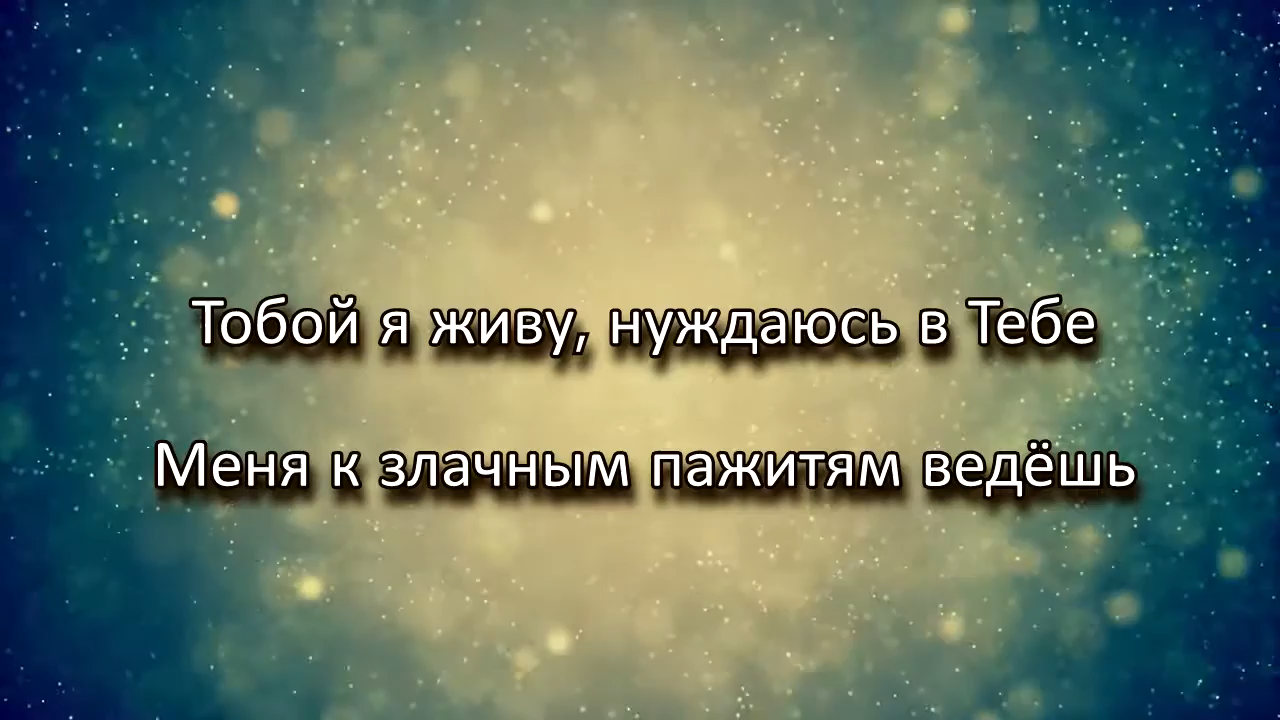 Тобой я живу, нуждаюсь в Тебе
Меня к злачным пажитям ведёшь